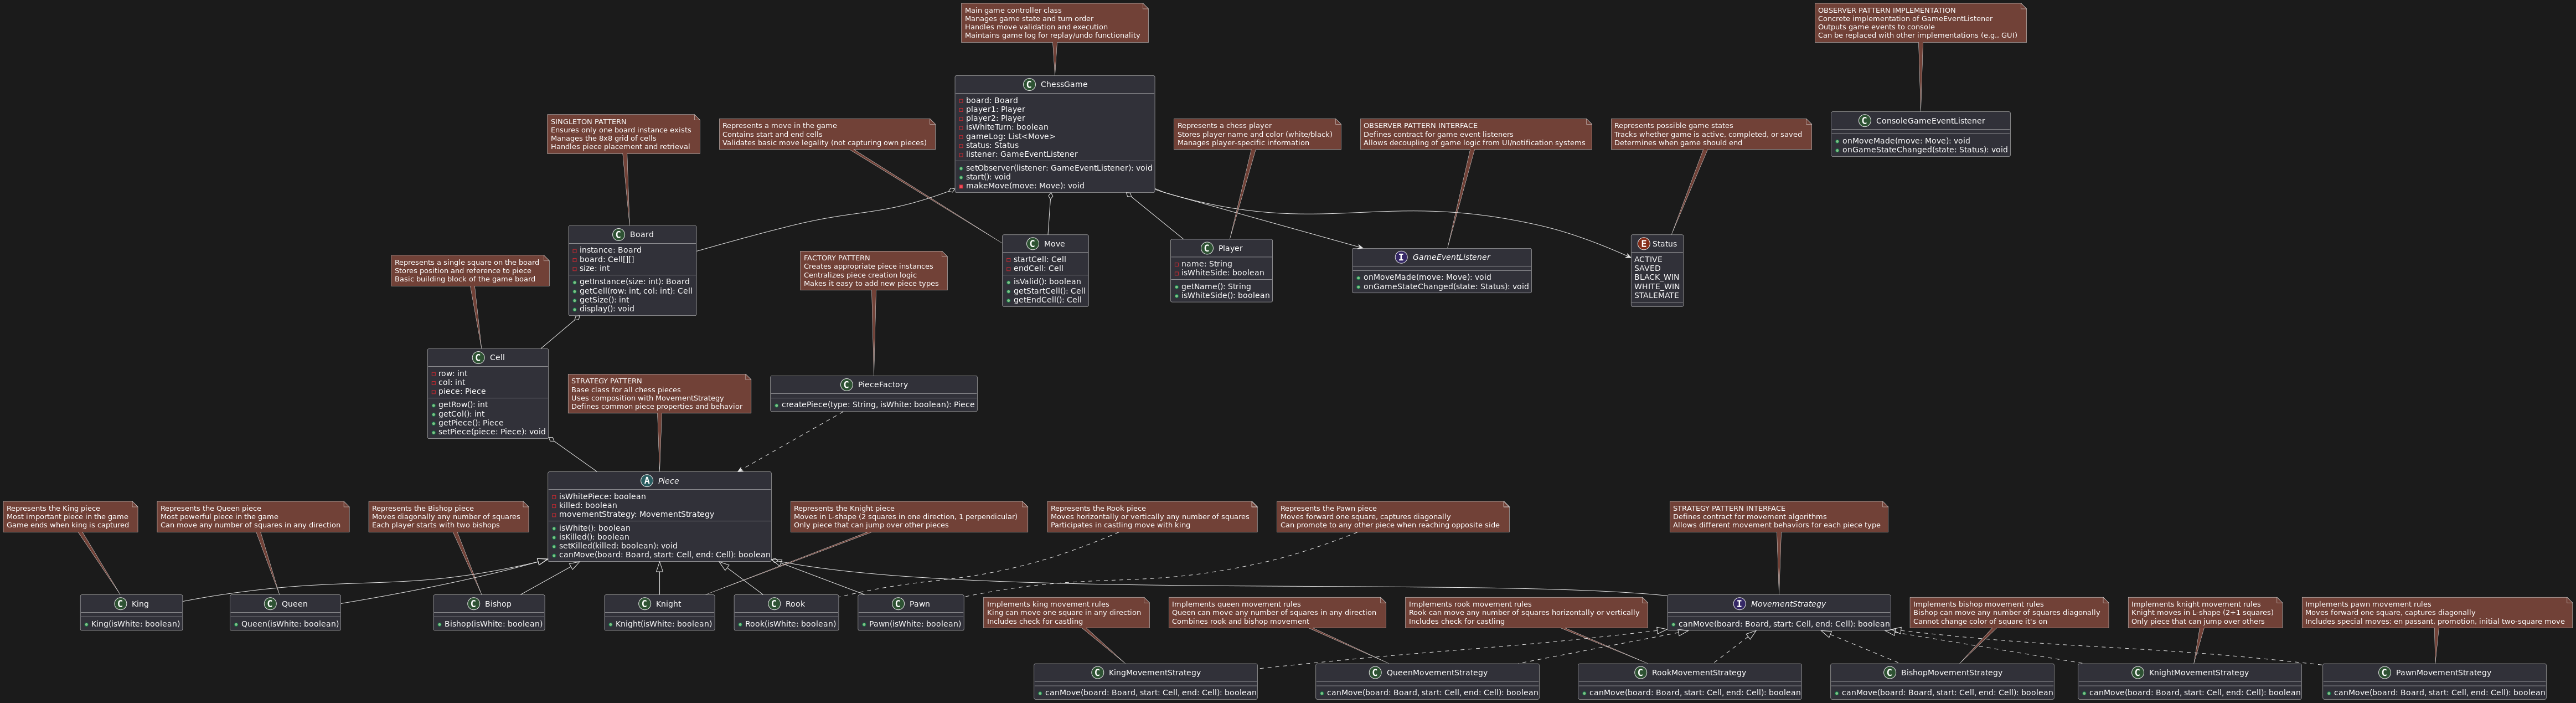 Main game controller class
Manages game state and turn order
Handles move validation and execution
Maintains game log for replay/undo functionality
OBSERVER PATTERN IMPLEMENTATION
Concrete implementation of GameEventListener
Outputs game events to console
Can be replaced with other implementations (e.g., GUI)
C ChessGame
board: Board
player1: Player
player2: Player
isWhiteTurn: boolean
gameLog: List<Move>
status: Status
listener: GameEventListener
setObserver(listener: GameEventListener): void
start(): void
makeMove(move: Move): void
SINGLETON PATTERN
Ensures only one board instance exists
Manages the 8x8 grid of cells
Handles piece placement and retrieval
Represents a move in the game
Contains start and end cells
Validates basic move legality (not capturing own pieces)
Represents a chess player
Stores player name and color (white/black)
Manages player-specific information
OBSERVER PATTERN INTERFACE
Defines contract for game event listeners
Allows decoupling of game logic from UI/notification systems
Represents possible game states
Tracks whether game is active, completed, or saved
Determines when game should end
C ConsoleGameEventListener
onMoveMade(move: Move): void
onGameStateChanged(state: Status): void
C Board
instance: Board
board: Cell[][]
size: int
getInstance(size: int): Board
getCell(row: int, col: int): Cell
getSize(): int
display(): void
C Move
startCell: Cell
endCell: Cell
isValid(): boolean
getStartCell(): Cell
getEndCell(): Cell
C Player
name: String
isWhiteSide: boolean
getName(): String
isWhiteSide(): boolean
I GameEventListener
onMoveMade(move: Move): void
onGameStateChanged(state: Status): void
E Status
ACTIVE
SAVED
BLACK_WIN
WHITE_WIN
STALEMATE
Represents a single square on the board
Stores position and reference to piece
Basic building block of the game board
FACTORY PATTERN
Creates appropriate piece instances
Centralizes piece creation logic
Makes it easy to add new piece types
C Cell
row: int
col: int
piece: Piece
getRow(): int
getCol(): int
getPiece(): Piece
setPiece(piece: Piece): void
STRATEGY PATTERN
Base class for all chess pieces
Uses composition with MovementStrategy
Defines common piece properties and behavior
C PieceFactory
createPiece(type: String, isWhite: boolean): Piece
A Piece
isWhitePiece: boolean
killed: boolean
movementStrategy: MovementStrategy
isWhite(): boolean
isKilled(): boolean
setKilled(killed: boolean): void
canMove(board: Board, start: Cell, end: Cell): boolean
Represents the King piece
Most important piece in the game
Game ends when king is captured
Represents the Queen piece
Most powerful piece in the game
Can move any number of squares in any direction
Represents the Bishop piece
Moves diagonally any number of squares
Each player starts with two bishops
Represents the Knight piece
Moves in L-shape (2 squares in one direction, 1 perpendicular)
Only piece that can jump over other pieces
Represents the Rook piece
Moves horizontally or vertically any number of squares
Participates in castling move with king
Represents the Pawn piece
Moves forward one square, captures diagonally
Can promote to any other piece when reaching opposite side
STRATEGY PATTERN INTERFACE
Defines contract for movement algorithms
Allows different movement behaviors for each piece type
C King
King(isWhite: boolean)
C Queen
Queen(isWhite: boolean)
C Bishop
Bishop(isWhite: boolean)
C Knight
Knight(isWhite: boolean)
C Rook
Rook(isWhite: boolean)
C Pawn
Pawn(isWhite: boolean)
Implements king movement rules
King can move one square in any direction
Includes check for castling
Implements queen movement rules
Queen can move any number of squares in any direction
Combines rook and bishop movement
Implements rook movement rules
Rook can move any number of squares horizontally or vertically
Includes check for castling
I MovementStrategy
canMove(board: Board, start: Cell, end: Cell): boolean
Implements bishop movement rules
Bishop can move any number of squares diagonally
Cannot change color of square it's on
Implements knight movement rules
Knight moves in L-shape (2+1 squares)
Only piece that can jump over others
Implements pawn movement rules
Moves forward one square, captures diagonally
Includes special moves: en passant, promotion, initial two-square move
C KingMovementStrategy
canMove(board: Board, start: Cell, end: Cell): boolean
C QueenMovementStrategy
canMove(board: Board, start: Cell, end: Cell): boolean
C RookMovementStrategy
canMove(board: Board, start: Cell, end: Cell): boolean
C BishopMovementStrategy
canMove(board: Board, start: Cell, end: Cell): boolean
C KnightMovementStrategy
canMove(board: Board, start: Cell, end: Cell): boolean
C PawnMovementStrategy
canMove(board: Board, start: Cell, end: Cell): boolean